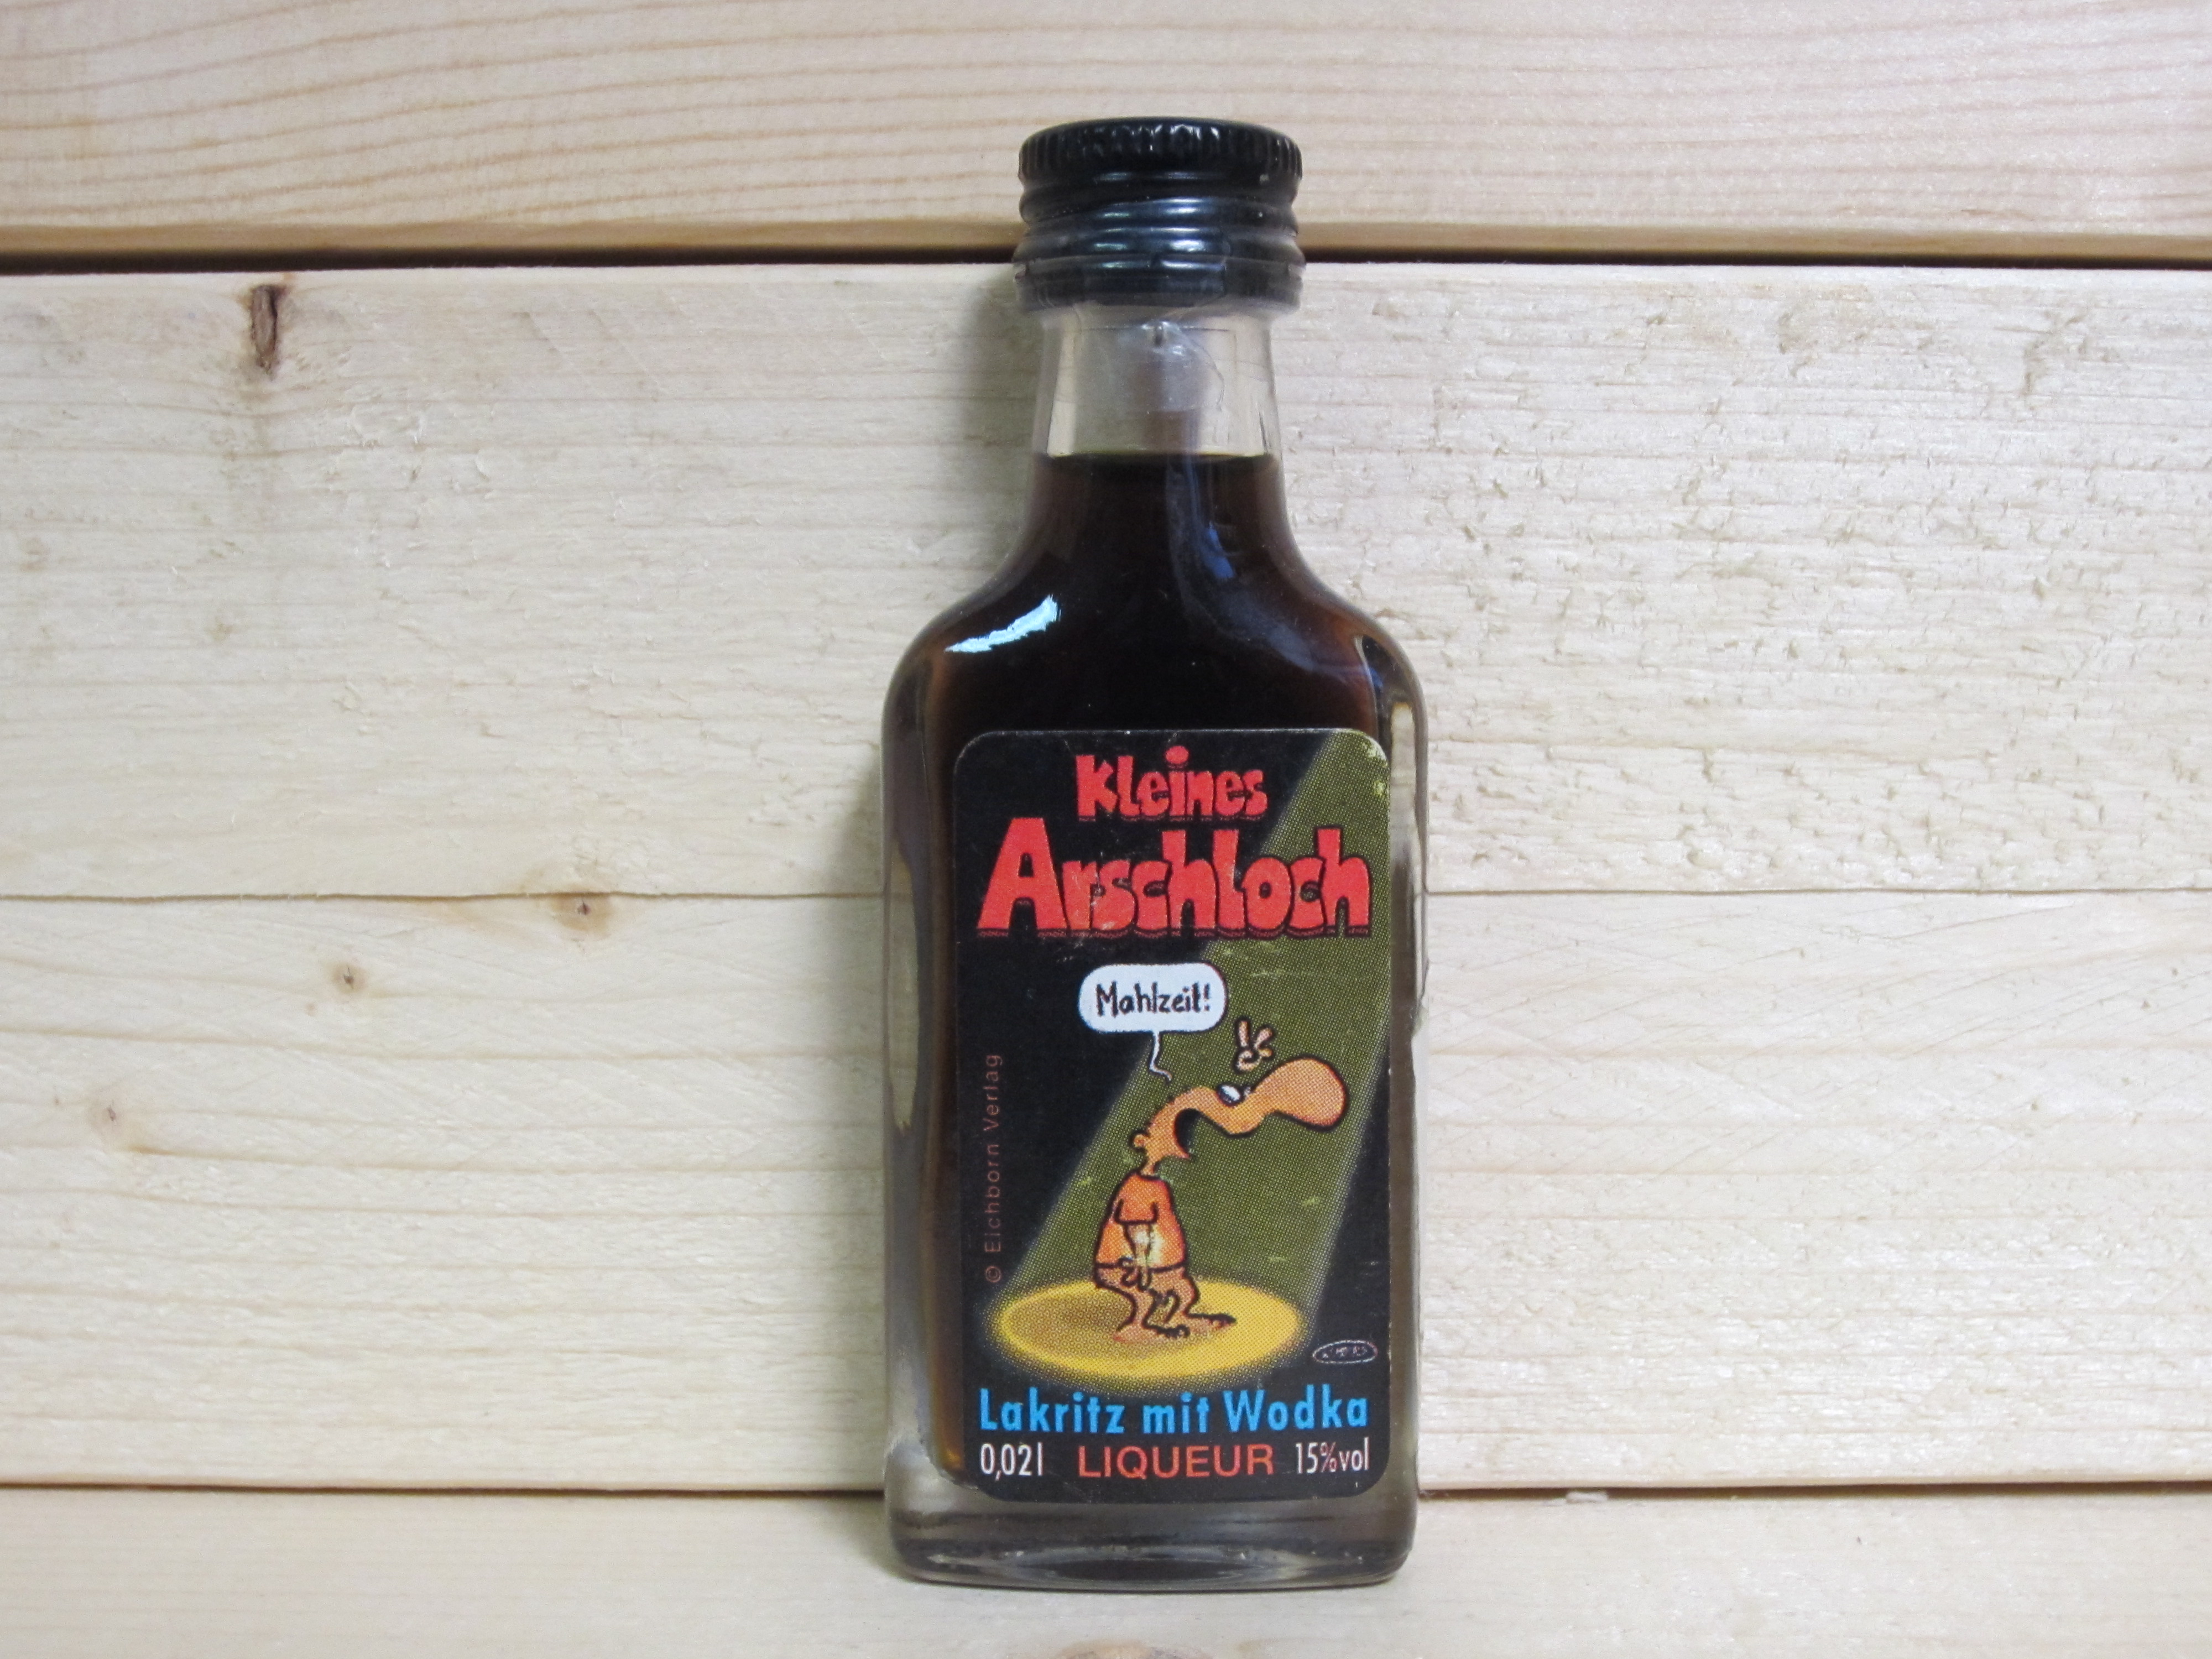 Kleines
Arschloch
Mahlzeit!
© Eichborn Verlag
Lakritz mit Wodka
0,02l LIQUEUR 15%vol